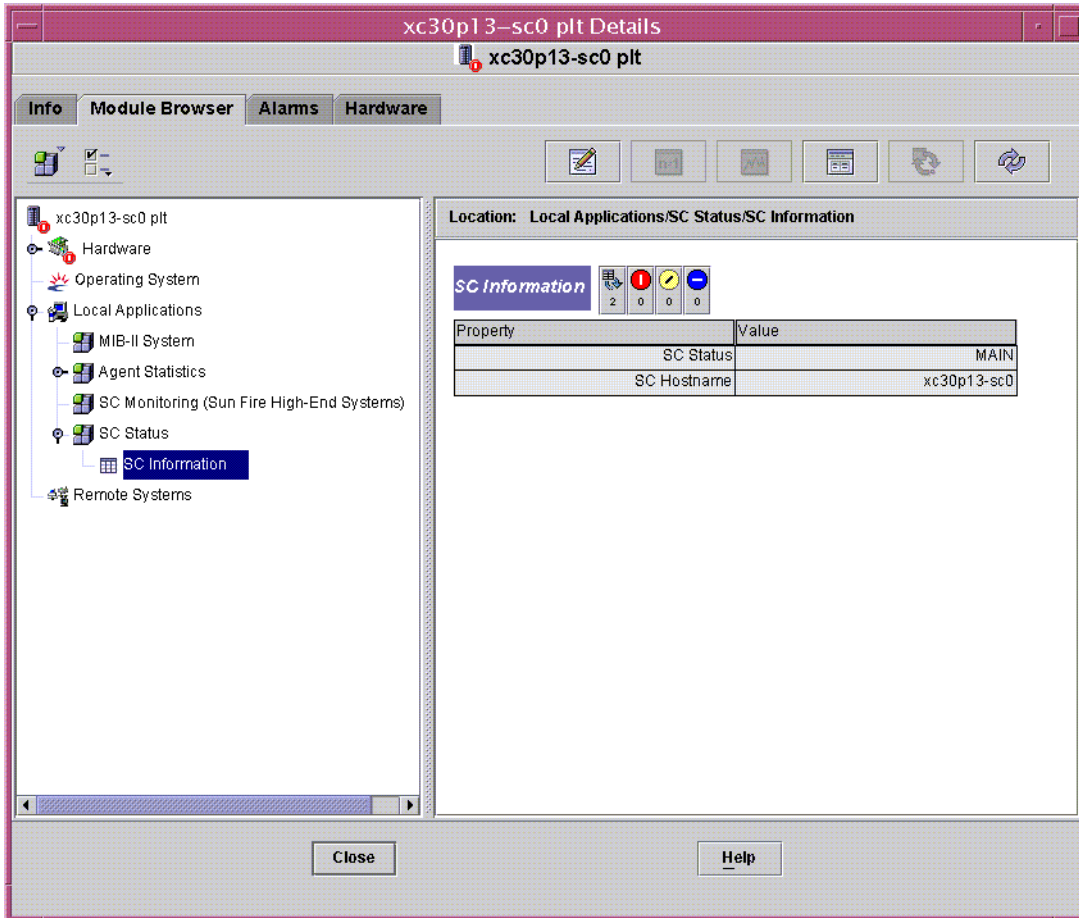 xc30p13–sc0 plt Details
xc30p13-sc0 plt
Info Module Browser Alarms Hardware
n=1
xc30p13-sc0 plt
Location: Local Applications/SC Status/SC Information
Hardware
Operating System
SC Information 2 0 0 0
Local Applications
Property Value
MIB-II System
SC Status MAIN
Agent Statistics
SC Hostname xc30p13-sc0
SC Monitoring (Sun Fire High-End Systems)
SC Status
SC Information
Remote Systems
Close Help